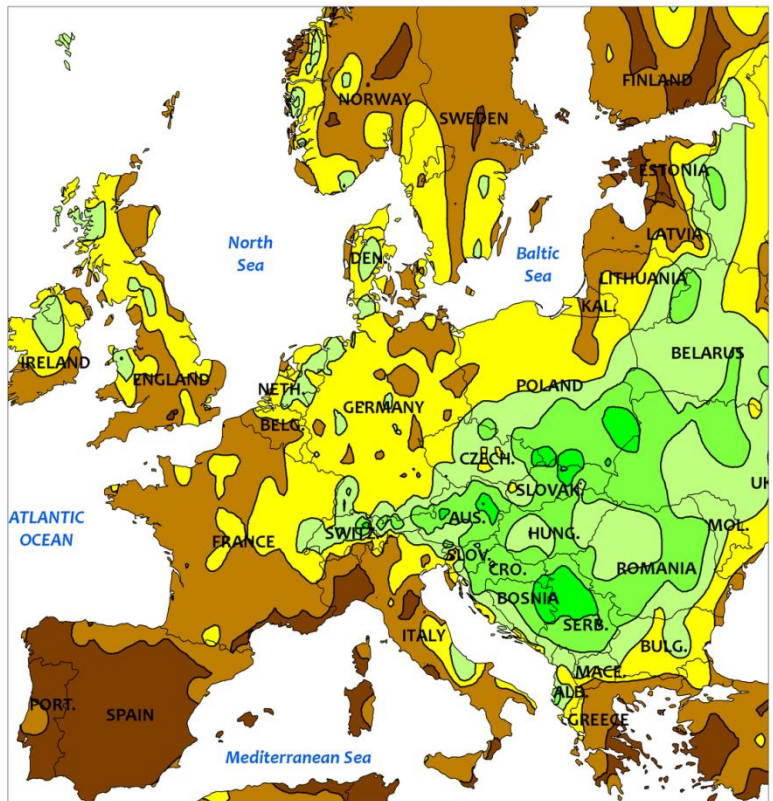 FINLAND
NORWAY
SWEDEN
ESTONIA
North
Sea
LATVIA
DEN.
Baltic
Sea
LITHUANIA
KAL.
IRELAND
BELARUS
ENGLAND
NETH.
POLAND
GERMANY
BELG.
CZECH.
UK
SLOVAK.
ATLANTIC
OCEAN
AUS.
MOL.
FRANCE
SWITZ.
HUNG.
SLOV.
CRO.
ROMANIA
BOSNIA
SERB.
ITALY
BULG.
MACE.
ALB.
PORT.
SPAIN
GREECE
Mediterranean Sea